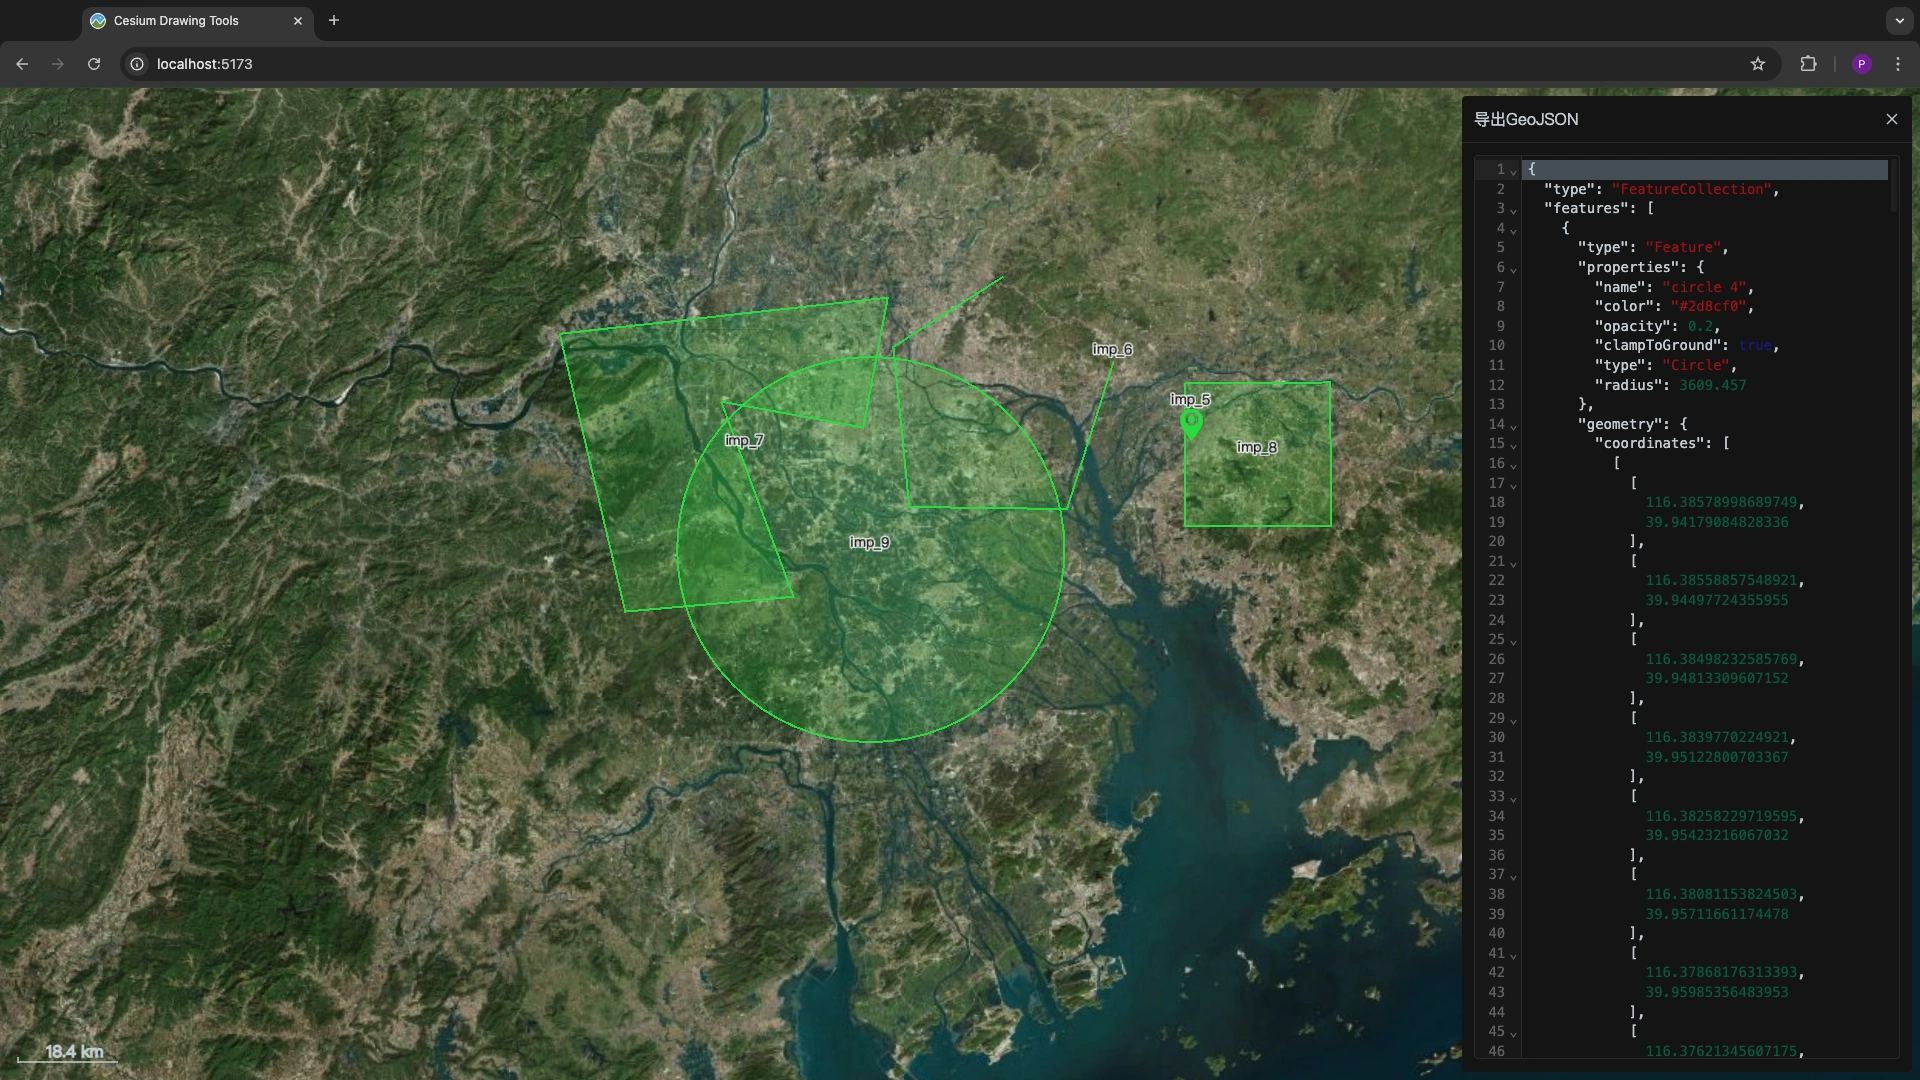 Cesium Drawing Tools
localhost:5173
P
导出GeoJSON
1 {
2 "type": "FeatureCollection",
3 "features": [
4 {
5 "type": "Feature",
6 "properties": {
7 "name": "circle 4",
8 "color": "#2d8cf0",
9 "opacity": 0.2,
10 "clampToGround": true,
11 "type": "Circle",
12 "radius": 3609.457
13 },
14 "geometry": {
15 "coordinates": [
16 [
17 [
18 116.38578998689749,
19 39.94179084828336
20 ],
21 [
22 116.38558857548921,
23 39.94497724355955
24 ],
25 [
26 116.38498232585769,
27 39.94813309607152
28 ],
29 [
30 116.3839770224921,
31 39.95122800703367
32 ],
33 [
34 116.38258229719595,
35 39.95423216067032
36 ],
37 [
38 116.38081153824503,
39 39.95711661174478
40 ],
41 [
42 116.37868176313393,
43 39.95985356483953
44 ],
45 [
46 116.37621345607175,
imp_6
imp_5
imp_7
imp_8
imp_9
18.4 km